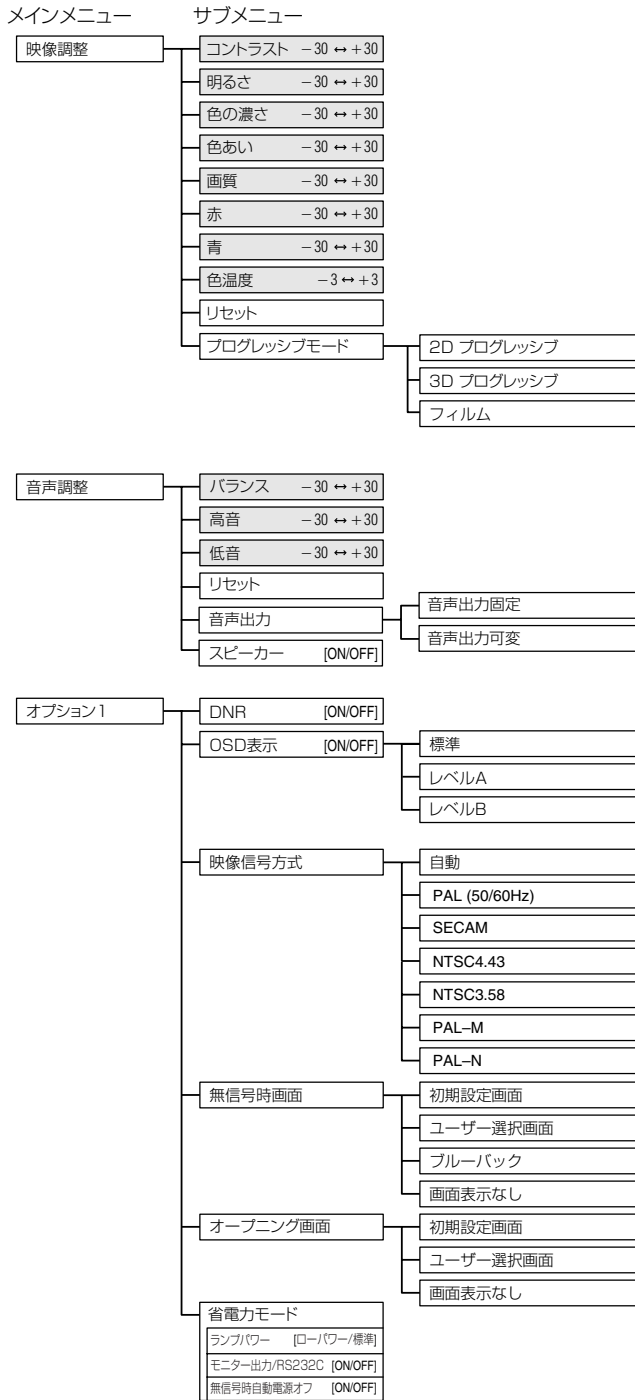 メインメニュー サブメニュー
映像調整
コントラスト －30 ↔ ＋30
明るさ －30 ↔ ＋30
色の濃さ －30 ↔ ＋30
色あい －30 ↔ ＋30
画質 －30 ↔ ＋30
赤 －30 ↔ ＋30
青 －30 ↔ ＋30
色温度 －3 ↔ ＋3
リセット
プログレッシブモード
2D プログレッシブ
3D プログレッシブ
フィルム
音声調整
バランス －30 ↔ ＋30
高音 －30 ↔ ＋30
低音 －30 ↔ ＋30
リセット
音声出力
音声出力固定
音声出力可変
スピーカー [ON/OFF]
オプション1
DNR [ON/OFF]
OSD表示 [ON/OFF]
標準
レベルA
レベルB
映像信号方式
自動
PAL (50/60Hz)
SECAM
NTSC4.43
NTSC3.58
PAL–M
PAL–N
無信号時画面
初期設定画面
ユーザー選択画面
ブルーバック
画面表示なし
オープニング画面
初期設定画面
ユーザー選択画面
画面表示なし
省電力モード
ランプパワー [ローパワー/標準]
モニター出力/RS232C [ON/OFF]
無信号時自動電源オフ [ON/OFF]